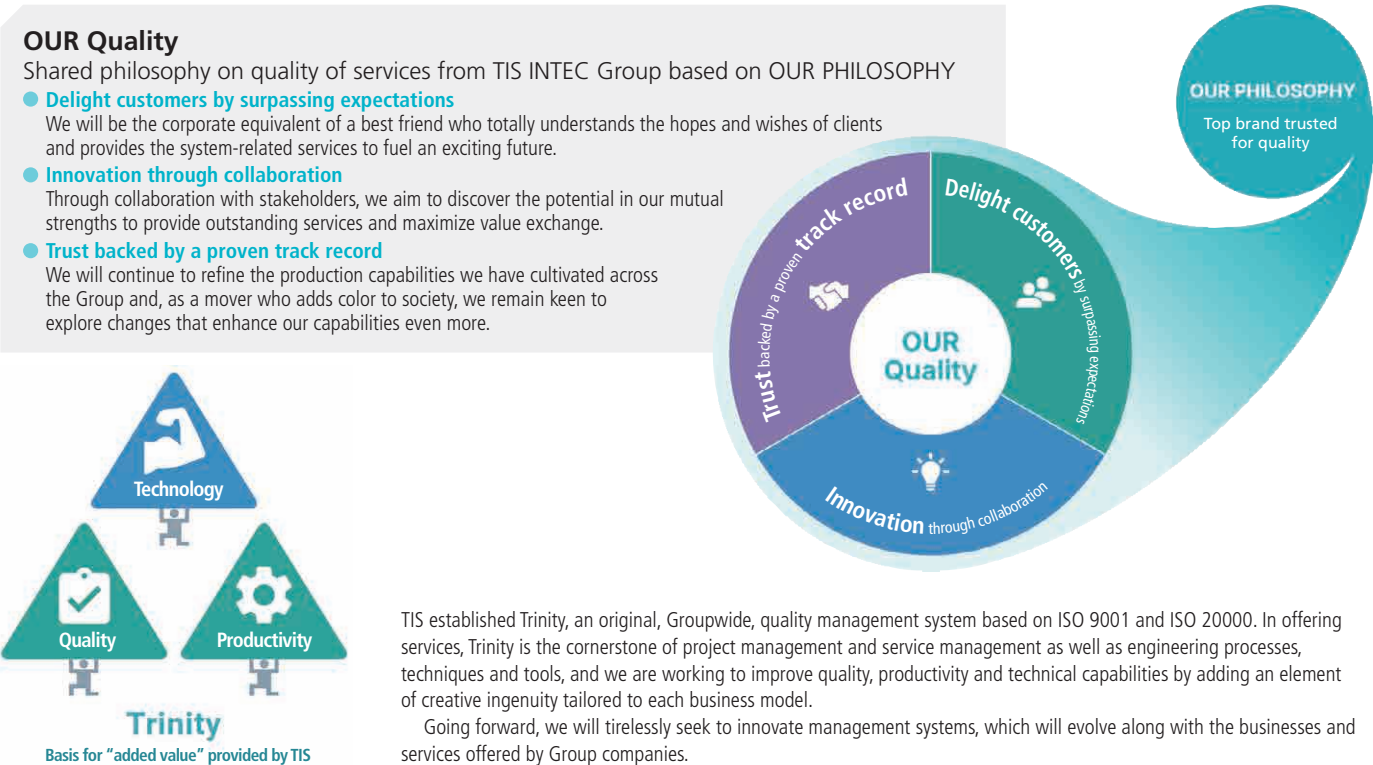 OUR Quality
Shared philosophy on quality of services from TIS INTEC Group based on OUR PHILOSOPHY
Delight customers by surpassing expectations
We will be the corporate equivalent of a best friend who totally understands the hopes and wishes of clients
and provides the system-related services to fuel an exciting future.
Innovation through collaboration
Through collaboration with stakeholders, we aim to discover the potential in our mutual
strengths to provide outstanding services and maximize value exchange.
Trust backed by a proven track record
We will continue to refine the production capabilities we have cultivated across
the Group and, as a mover who adds color to society, we remain keen to
explore changes that enhance our capabilities even more.
OUR PHILOSOPHY
Top brand trusted
for quality
Trust backed by a proven track record
Delight customers by surpassing expectations
OUR
Quality
Innovation through collaboration
Technology
Quality
Productivity
Trinity
Basis for “added value” provided by TIS
TIS established Trinity, an original, Groupwide, quality management system based on ISO 9001 and ISO 20000. In offering
services, Trinity is the cornerstone of project management and service management as well as engineering processes,
techniques and tools, and we are working to improve quality, productivity and technical capabilities by adding an element
of creative ingenuity tailored to each business model.
Going forward, we will tirelessly seek to innovate management systems, which will evolve along with the businesses and
services offered by Group companies.